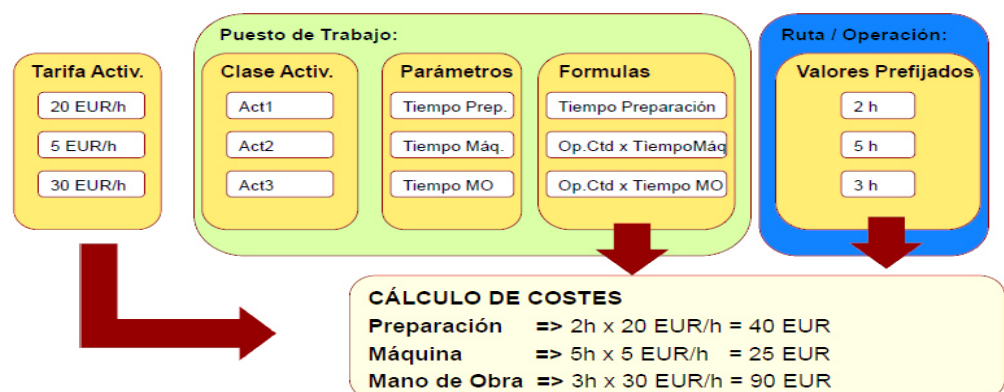 Puesto de Trabajo:
Ruta / Operación:
Tarifa Activ.
20 EUR/h
5 EUR/h
30 EUR/h
Clase Activ.
Act1
Act2
Act3
Parámetros
Tiempo Prep.
Tiempo Máq.
Tiempo MO
Formulas
Tiempo Preparación
Op.Ctd x TiempoMáq
Op.Ctd x Tiempo MO
Valores Prefijados
2 h
5 h
3 h
CÁLCULO DE COSTES
Preparación => 2h x 20 EUR/h = 40 EUR
Máquina => 5h x 5 EUR/h = 25 EUR
Mano de Obra => 3h x 30 EUR/h = 90 EUR